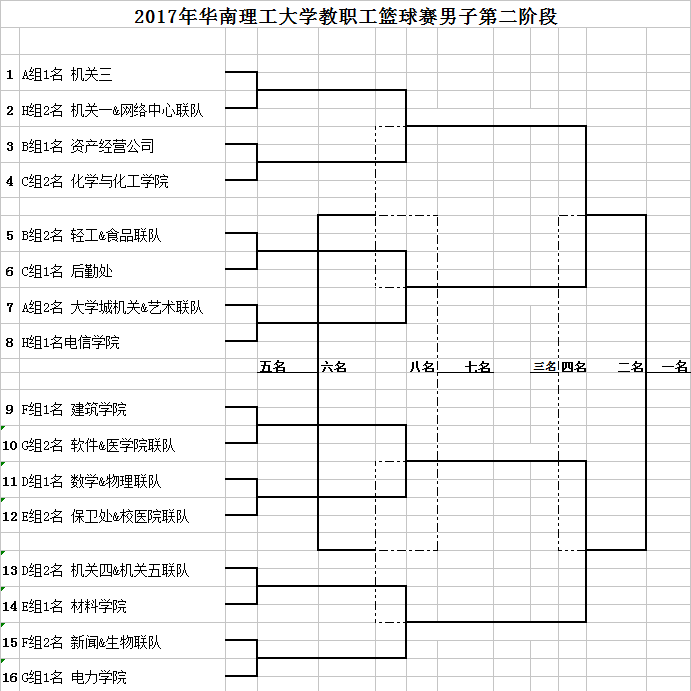 2017年华南理工大学教职工篮球赛男子第二阶段
1 A组1名 机关三
2 H组2名 机关一&网络中心联队
3 B组1名 资产经营公司
4 C组2名 化学与化工学院
5 B组2名 轻工&食品联队
6 C组1名 后勤处
7 A组2名 大学城机关&艺术联队
8 H组1名电信学院
五名 六名 八名 七名 三名 四名 二名 一名
9 F组1名 建筑学院
10 G组2名 软件&医学院联队
11 D组1名 数学&物理联队
12 E组2名 保卫处&校医院联队
13 D组2名 机关四&机关五联队
14 E组1名 材料学院
15 F组2名 新闻&生物联队
16 G组1名 电力学院